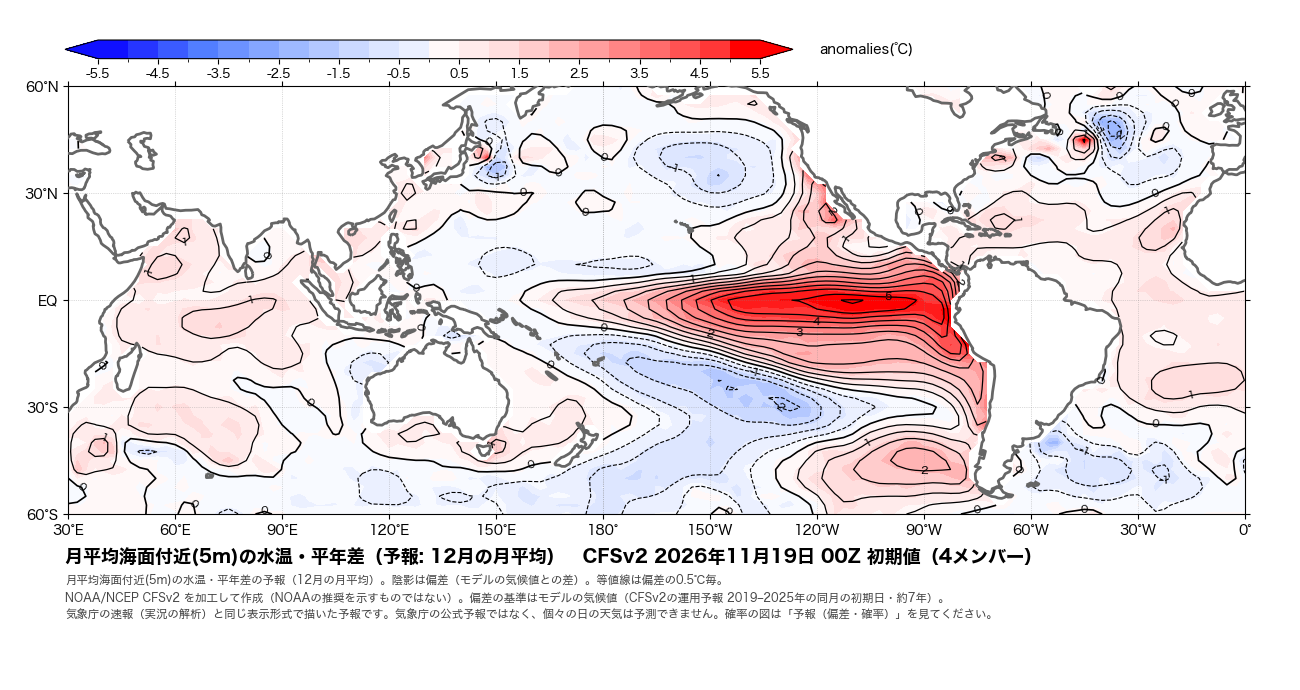 anomalies(℃)
-5.5 -4.5 -3.5 -2.5 -1.5 -0.5 0.5 1.5 2.5 3.5 4.5 5.5
60°N
30°N
EQ
30°S
60°S
30°E 60°E 90°E 120°E 150°E 180° 150°W 120°W 90°W 60°W 30°W 0°
月平均海面付近(5m)の水温・平年差（予報: 12月の月平均） CFSv2 2026年11月19日 00Z 初期値（4メンバー）
月平均海面付近(5m)の水温・平年差の予報（12月の月平均）。陰影は偏差（モデルの気候値との差）。等値線は偏差の0.5℃毎。
NOAA/NCEP CFSv2 を加工して作成（NOAAの推奨を示すものではない）。偏差の基準はモデルの気候値（CFSv2の運用予報 2019–2025年の同月の初期日・約7年）。
気象庁の速報（実況の解析）と同じ表示形式で描いた予報です。気象庁の公式予報ではなく、個々の日の天気は予測できません。確率の図は「予報（偏差・確率）」を見てください。